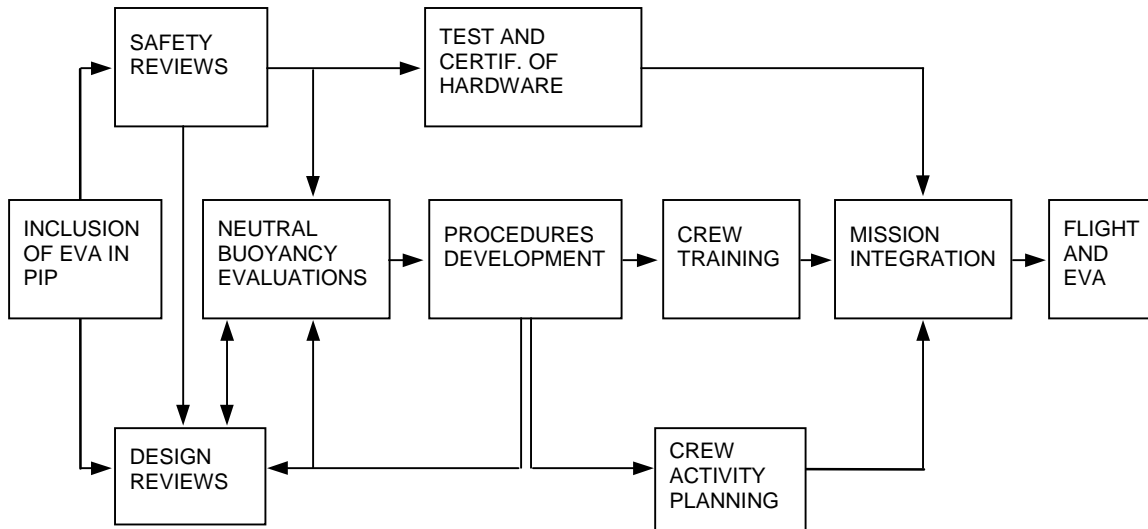 SAFETY
REVIEWS
TEST AND
CERTIF. OF
HARDWARE
INCLUSION
OF EVA IN
PIP
NEUTRAL
BUOYANCY
EVALUATIONS
PROCEDURES
DEVELOPMENT
CREW
TRAINING
MISSION
INTEGRATION
FLIGHT
AND
EVA
DESIGN
REVIEWS
CREW
ACTIVITY
PLANNING